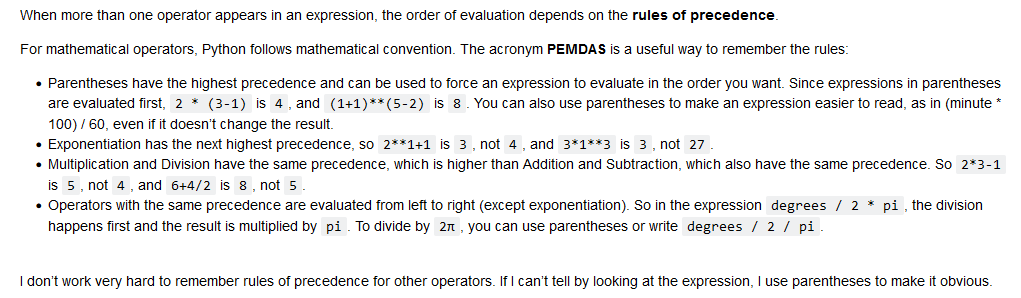 When more than one operator appears in an expression, the order of evaluation depends on the rules of precedence.
For mathematical operators, Python follows mathematical convention. The acronym PEMDAS is a useful way to remember the rules:
• Parentheses have the highest precedence and can be used to force an expression to evaluate in the order you want. Since expressions in parentheses
are evaluated first, 2 * (3-1) is 4 , and (1+1)**(5-2) is 8 . You can also use parentheses to make an expression easier to read, as in (minute *
100) / 60, even if it doesn't change the result.
• Exponentiation has the next highest precedence, so 2**1+1 is 3 , not 4 , and 3*1**3 is 3 , not 27 .
• Multiplication and Division have the same precedence, which is higher than Addition and Subtraction, which also have the same precedence. So 2*3-1
is 5 , not 4 , and 6+4/2 is 8 , not 5 .
• Operators with the same precedence are evaluated from left to right (except exponentiation). So in the expression degrees / 2 * pi , the division
happens first and the result is multiplied by pi . To divide by 2π , you can use parentheses or write degrees / 2 / pi .
I don't work very hard to remember rules of precedence for other operators. If I can't tell by looking at the expression, I use parentheses to make it obvious.